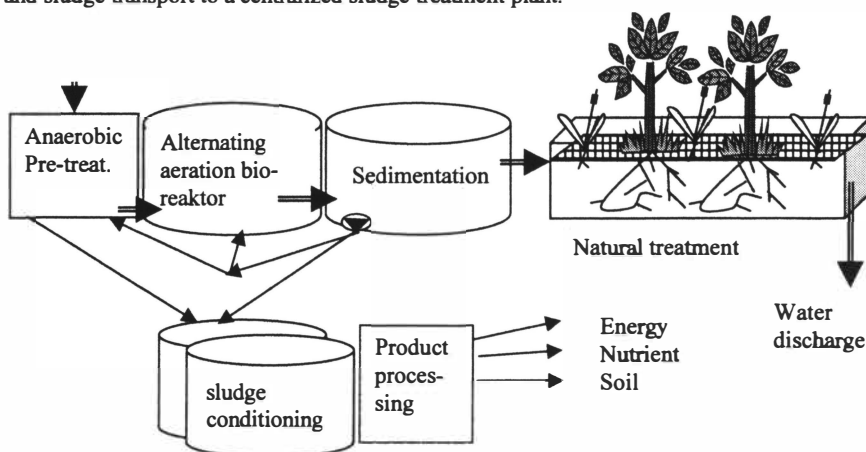 and sludge transport to a centralized sludge treatment plant.
Anaerobic
Pre-treat.
Alternating
aeration bio-
reaktor
Sedimentation
Natural treatment
Water
discharge
sludge
conditioning
Product
proces-
sing
Energy
Nutrient
Soil